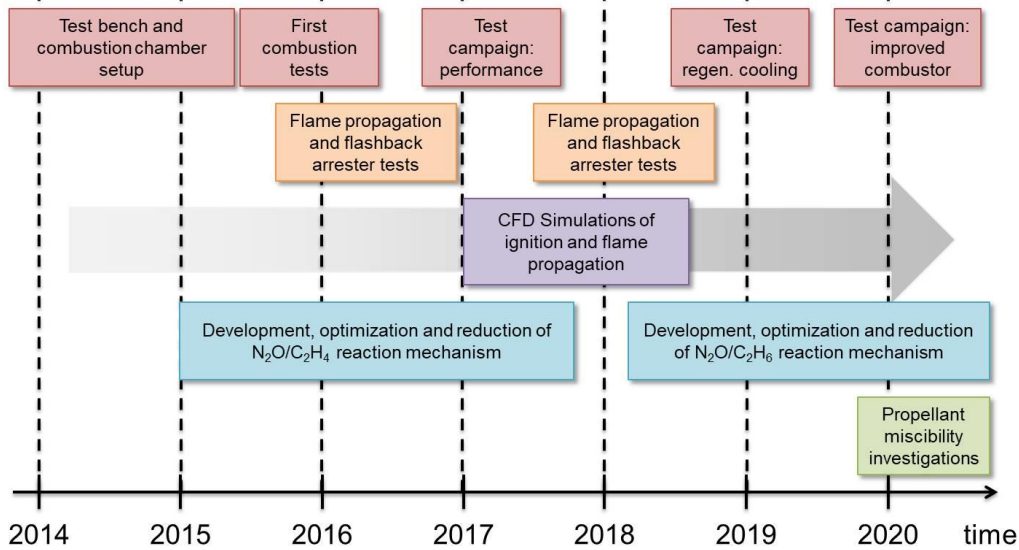 Test bench and
combustion chamber
setup
First
combustion
tests
Test
campaign:
performance
Test
campaign:
regen. cooling
Test campaign:
improved
combustor
Flame propagation
and flashback
arrester tests
Flame propagation
and flashback
arrester tests
CFD Simulations of
ignition and flame
propagation
Development, optimization and reduction of
N₂O/C₂H₄ reaction mechanism
Development, optimization and reduction
of N₂O/C₂H₆ reaction mechanism
Propellant
miscibility
investigations
2014 2015 2016 2017 2018 2019 2020 time